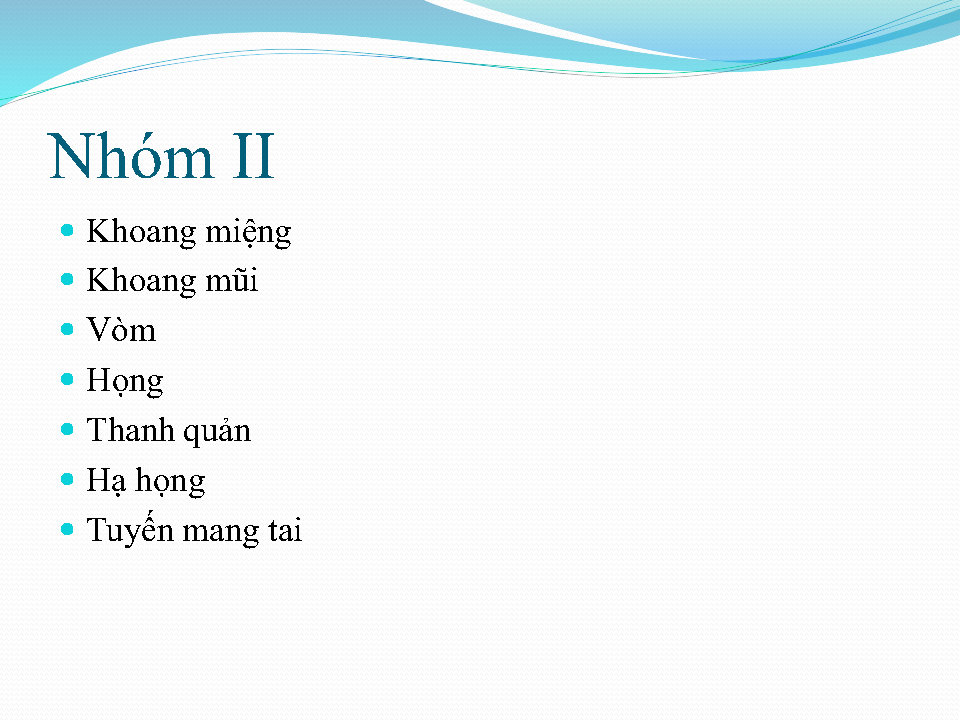 Nhóm II
Khoang miệng
Khoang mũi
Vòm
Họng
Thanh quản
Hạ họng
Tuyến mang tai